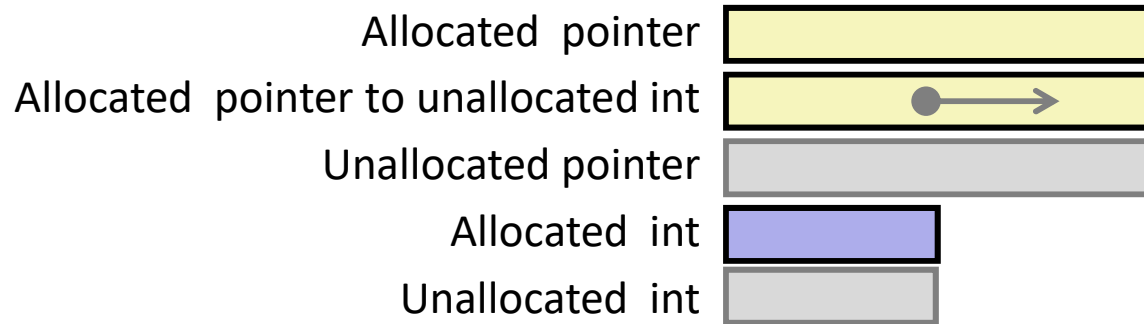 Allocated pointer
Allocated pointer to unallocated int
Unallocated pointer
Allocated int
Unallocated int